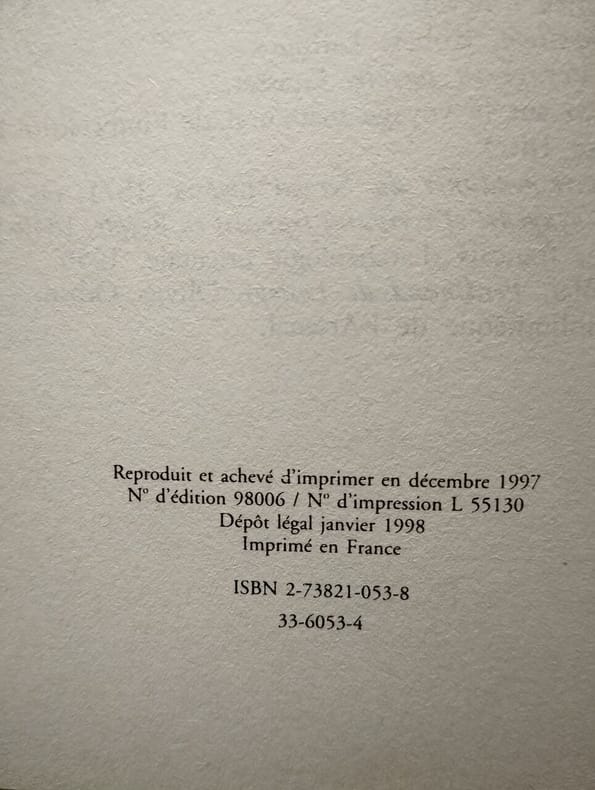 Reproduit et achevé d'imprimer en décembre 1997
N° d'édition 98006 / N° d'impression L 55130
Dépôt légal janvier 1998
Imprimé en France
ISBN 2-73821-053-8
33-6053-4